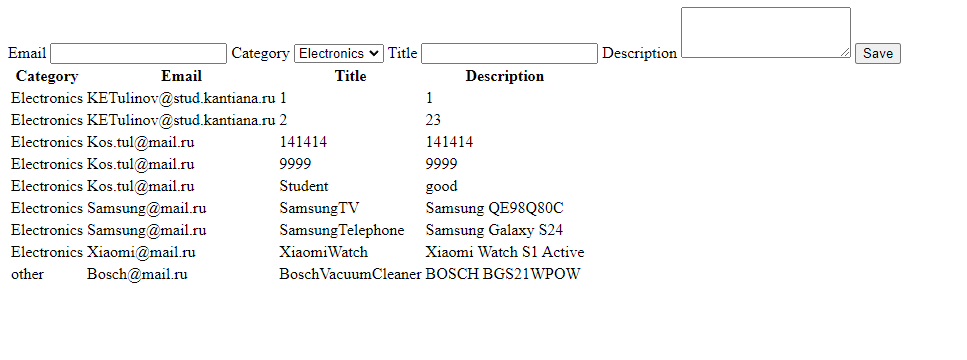 Email Category Electronics Title Description Save
Category Email Title Description
Electronics KETulinov@stud.kantiana.ru 1 1
Electronics KETulinov@stud.kantiana.ru 2 23
Electronics Kos.tul@mail.ru 141414 141414
Electronics Kos.tul@mail.ru 9999 9999
Electronics Kos.tul@mail.ru Student good
Electronics Samsung@mail.ru SamsungTV Samsung QE98Q80C
Electronics Samsung@mail.ru SamsungTelephone Samsung Galaxy S24
Electronics Xiaomi@mail.ru XiaomiWatch Xiaomi Watch S1 Active
other Bosch@mail.ru BoschVacuumCleaner BOSCH BGS21WPOW